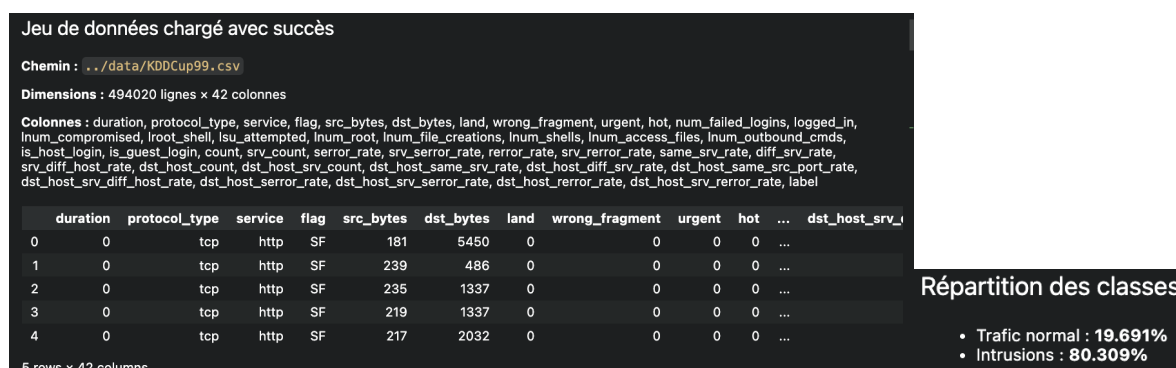 Jeu de données chargé avec succès
Chemin : ../data/KDDCup99.csv
Dimensions : 494020 lignes × 42 colonnes
Colonnes : duration, protocol_type, service, flag, src_bytes, dst_bytes, land, wrong_fragment, urgent, hot, num_failed_logins, logged_in,
lnum_compromised, lroot_shell, lsu_attempted, lnum_root, lnum_file_creations, lnum_shells, lnum_access_files, lnum_outbound_cmds,
is_host_login, is_guest_login, count, srv_count, serror_rate, srv_serror_rate, rerror_rate, srv_rerror_rate, same_srv_rate, diff_srv_rate,
srv_diff_host_rate, dst_host_count, dst_host_srv_count, dst_host_same_srv_rate, dst_host_diff_srv_rate, dst_host_same_src_port_rate,
dst_host_srv_diff_host_rate, dst_host_serror_rate, dst_host_srv_serror_rate, dst_host_rerror_rate, dst_host_srv_rerror_rate, label
duration protocol_type service flag src_bytes dst_bytes land wrong_fragment urgent hot ... dst_host_srv_
0 0 tcp http SF 181 5450 0 0 0 0 ...
1 0 tcp http SF 239 486 0 0 0 0 ...
2 0 tcp http SF 235 1337 0 0 0 0 ...
3 0 tcp http SF 219 1337 0 0 0 0 ...
4 0 tcp http SF 217 2032 0 0 0 0 ...
5 rows × 42 columns
Répartition des classes
• Trafic normal : 19.691%
• Intrusions : 80.309%